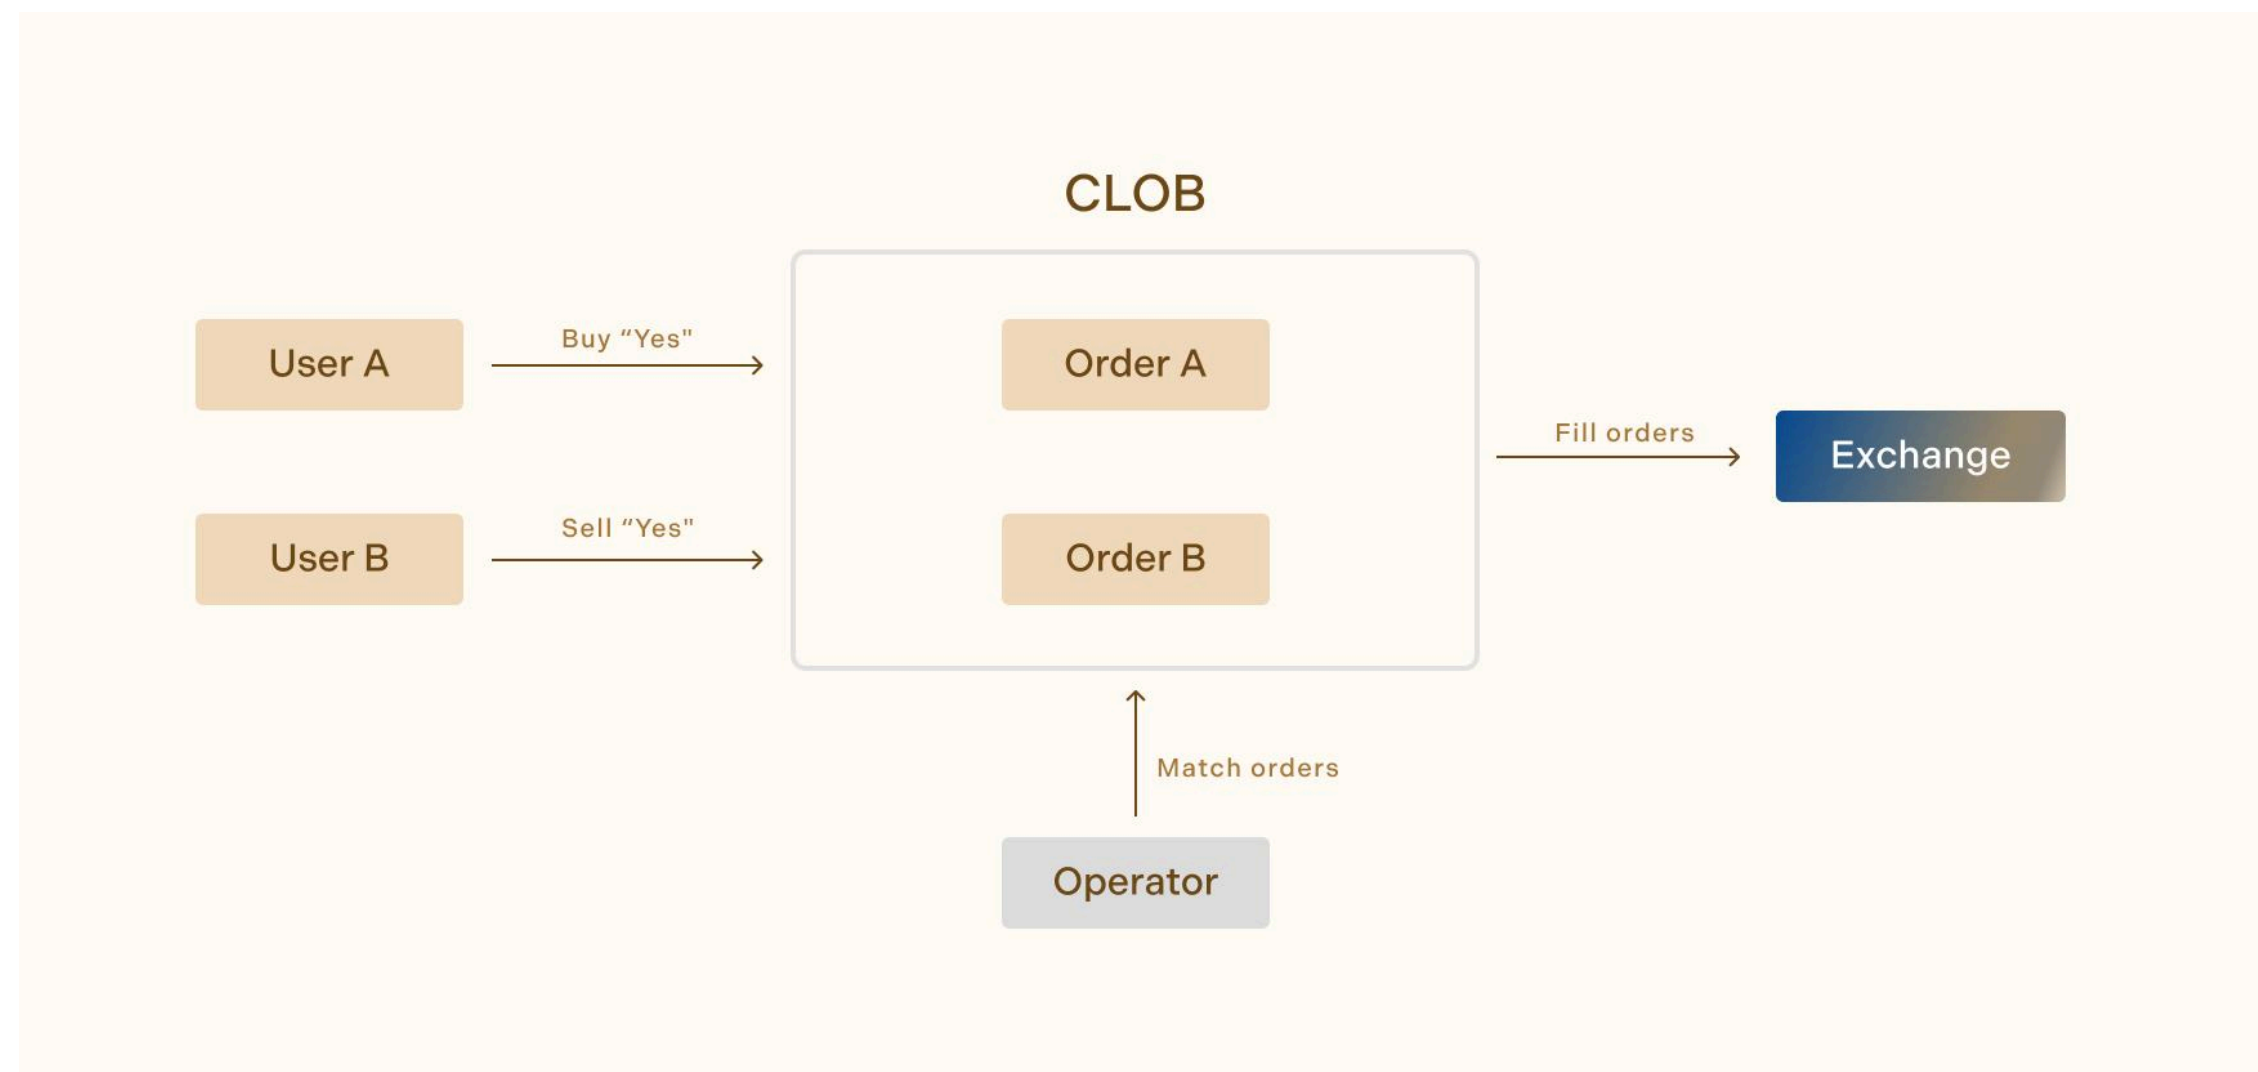 CLOB
User A
Buy “Yes"
Order A
Fill orders
Exchange
User B
Sell “Yes"
Order B
Match orders
Operator